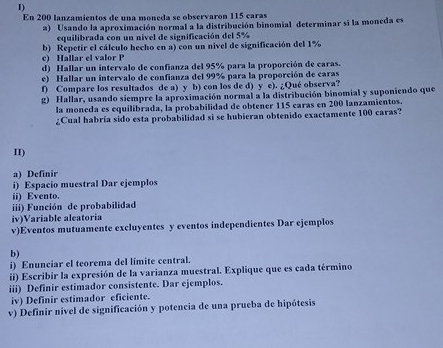 I)
En 200 lanzamientos de una moneda se observaron 115 caras
a) Usando la aproximación normal a la distribución binomial determinar si la moneda es
equilibrada con un nivel de significación del 5%
b) Repetir el cálculo hecho en a) con un nivel de significación del 1%
c) Hallar el valor P
d) Hallar un intervalo de confianza del 95% para la proporción de caras.
e) Hallar un intervalo de confianza del 99% para la proporción de caras
f) Compare los resultados de a) y b) con los de d) y e). ¿Qué observa?
g) Hallar, usando siempre la aproximación normal a la distribución binomial y suponiendo que
la moneda es equilibrada, la probabilidad de obtener 115 caras en 200 lanzamientos.
¿Cual habría sido esta probabilidad si se hubieran obtenido exactamente 100 caras?
II)
a) Definir
i) Espacio muestral Dar ejemplos
ii) Evento.
iii) Función de probabilidad
iv)Variable aleatoria
v)Eventos mutuamente excluyentes y eventos independientes Dar ejemplos
b)
i) Enunciar el teorema del límite central.
ii) Escribir la expresión de la varianza muestral. Explique que es cada término
iii) Definir estimador consistente. Dar ejemplos.
iv) Definir estimador eficiente.
v) Definir nivel de significación y potencia de una prueba de hipótesis